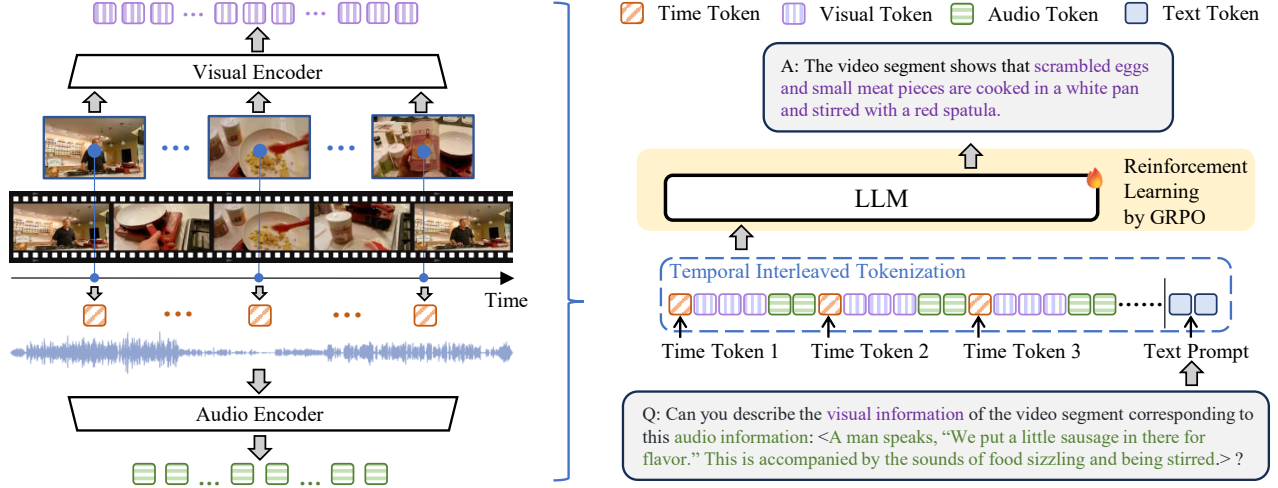 Visual Encoder
Time
Audio Encoder
Time Token
Visual Token
Audio Token
Text Token
A: The video segment shows that scrambled eggs
and small meat pieces are cooked in a white pan
and stirred with a red spatula.
LLM
Reinforcement
Learning
by GRPO
Temporal Interleaved Tokenization
Time Token 1
Time Token 2
Time Token 3
Text Prompt
Q: Can you describe the visual information of the video segment corresponding to
this audio information: <A man speaks, “We put a little sausage in there for
flavor.” This is accompanied by the sounds of food sizzling and being stirred.> ?